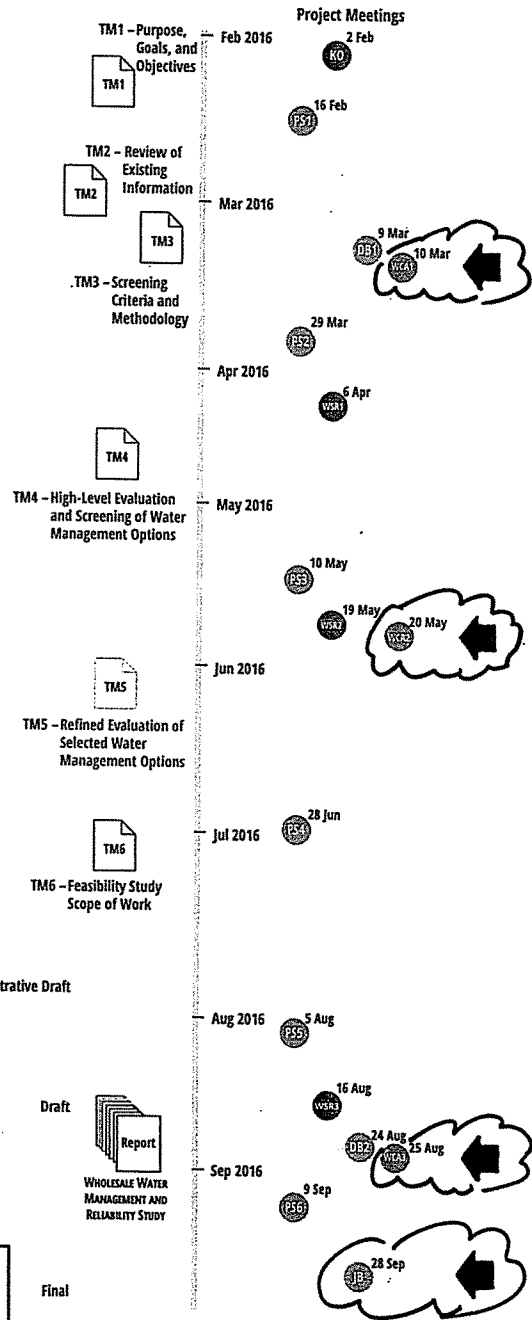 Project Meetings
TM1 – Purpose,
Goals, and
Objectives
TM1
Feb 2016
2 Feb
KO
16 Feb
PS1
TM2 – Review of
Existing
Information
TM2
Mar 2016
TM3
TM3 – Screening
Criteria and
Methodology
9 Mar
DB1
10 Mar
WCA1
29 Mar
PS2
Apr 2016
6 Apr
WSR1
TM4
TM4 – High-Level Evaluation
and Screening of Water
Management Options
May 2016
10 May
PS3
19 May
WSR2
20 May
Jun 2016
TM5
TM5 – Refined Evaluation of
Selected Water
Management Options
28 Jun
PS4
Jul 2016
TM6
TM6 – Feasibility Study
Scope of Work
trative Draft
Aug 2016
5 Aug
PS5
16 Aug
WSR3
Draft
Report
WHOLESALE WATER
MANAGEMENT AND
RELIABILITY STUDY
24 Aug
DB2
25 Aug
WCA3
Sep 2016
9 Sep
PS6
28 Sep
JB
Final